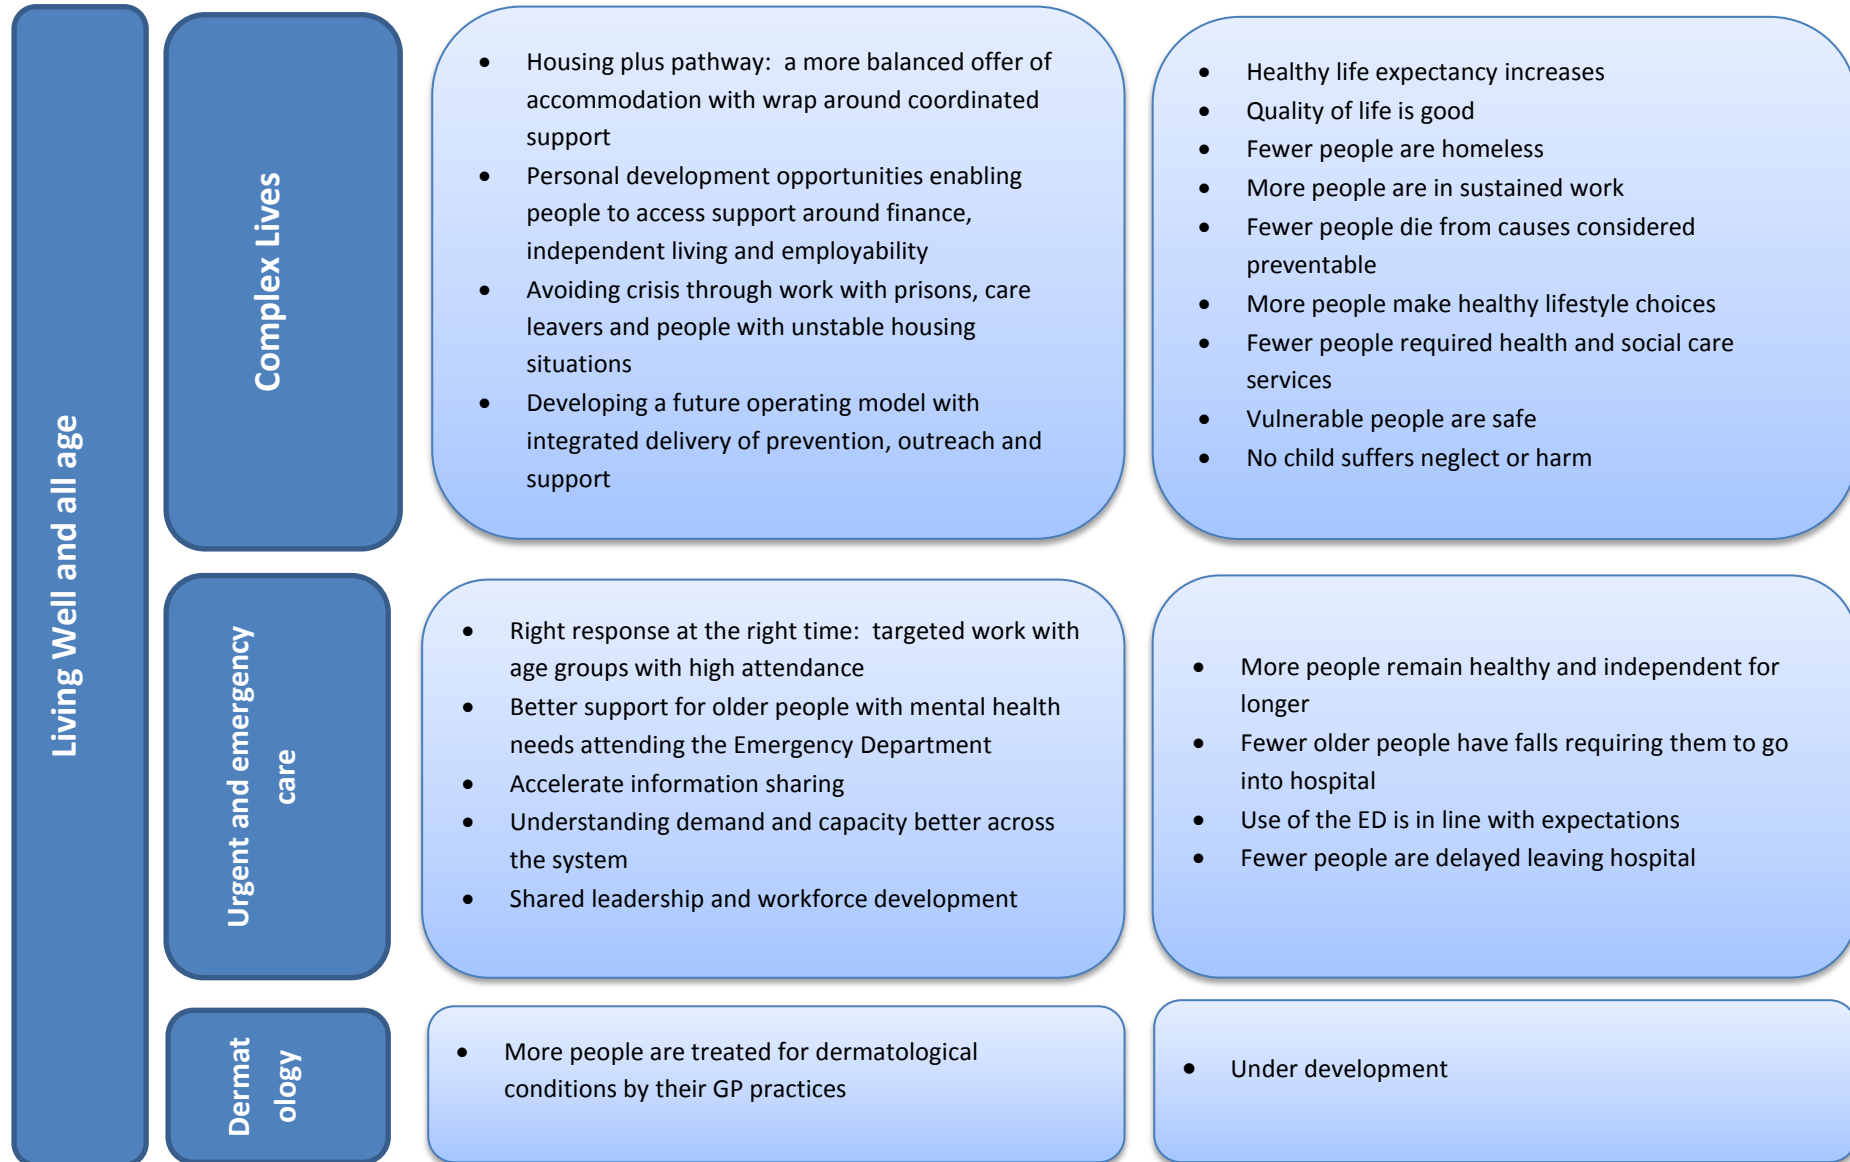 Living Well and all age
Complex Lives
• Housing plus pathway:  a more balanced offer of
accommodation with wrap around coordinated
support
• Personal development opportunities enabling
people to access support around finance,
independent living and employability
• Avoiding crisis through work with prisons, care
leavers and people with unstable housing
situations
• Developing a future operating model with
integrated delivery of prevention, outreach and
support
• Healthy life expectancy increases
• Quality of life is good
• Fewer people are homeless
• More people are in sustained work
• Fewer people die from causes considered
preventable
• More people make healthy lifestyle choices
• Fewer people required health and social care
services
• Vulnerable people are safe
• No child suffers neglect or harm
Urgent and emergency
care
• Right response at the right time:  targeted work with
age groups with high attendance
• Better support for older people with mental health
needs attending the Emergency Department
• Accelerate information sharing
• Understanding demand and capacity better across
the system
• Shared leadership and workforce development
• More people remain healthy and independent for
longer
• Fewer older people have falls requiring them to go
into hospital
• Use of the ED is in line with expectations
• Fewer people are delayed leaving hospital
Dermat
ology
• More people are treated for dermatological
conditions by their GP practices
• Under development